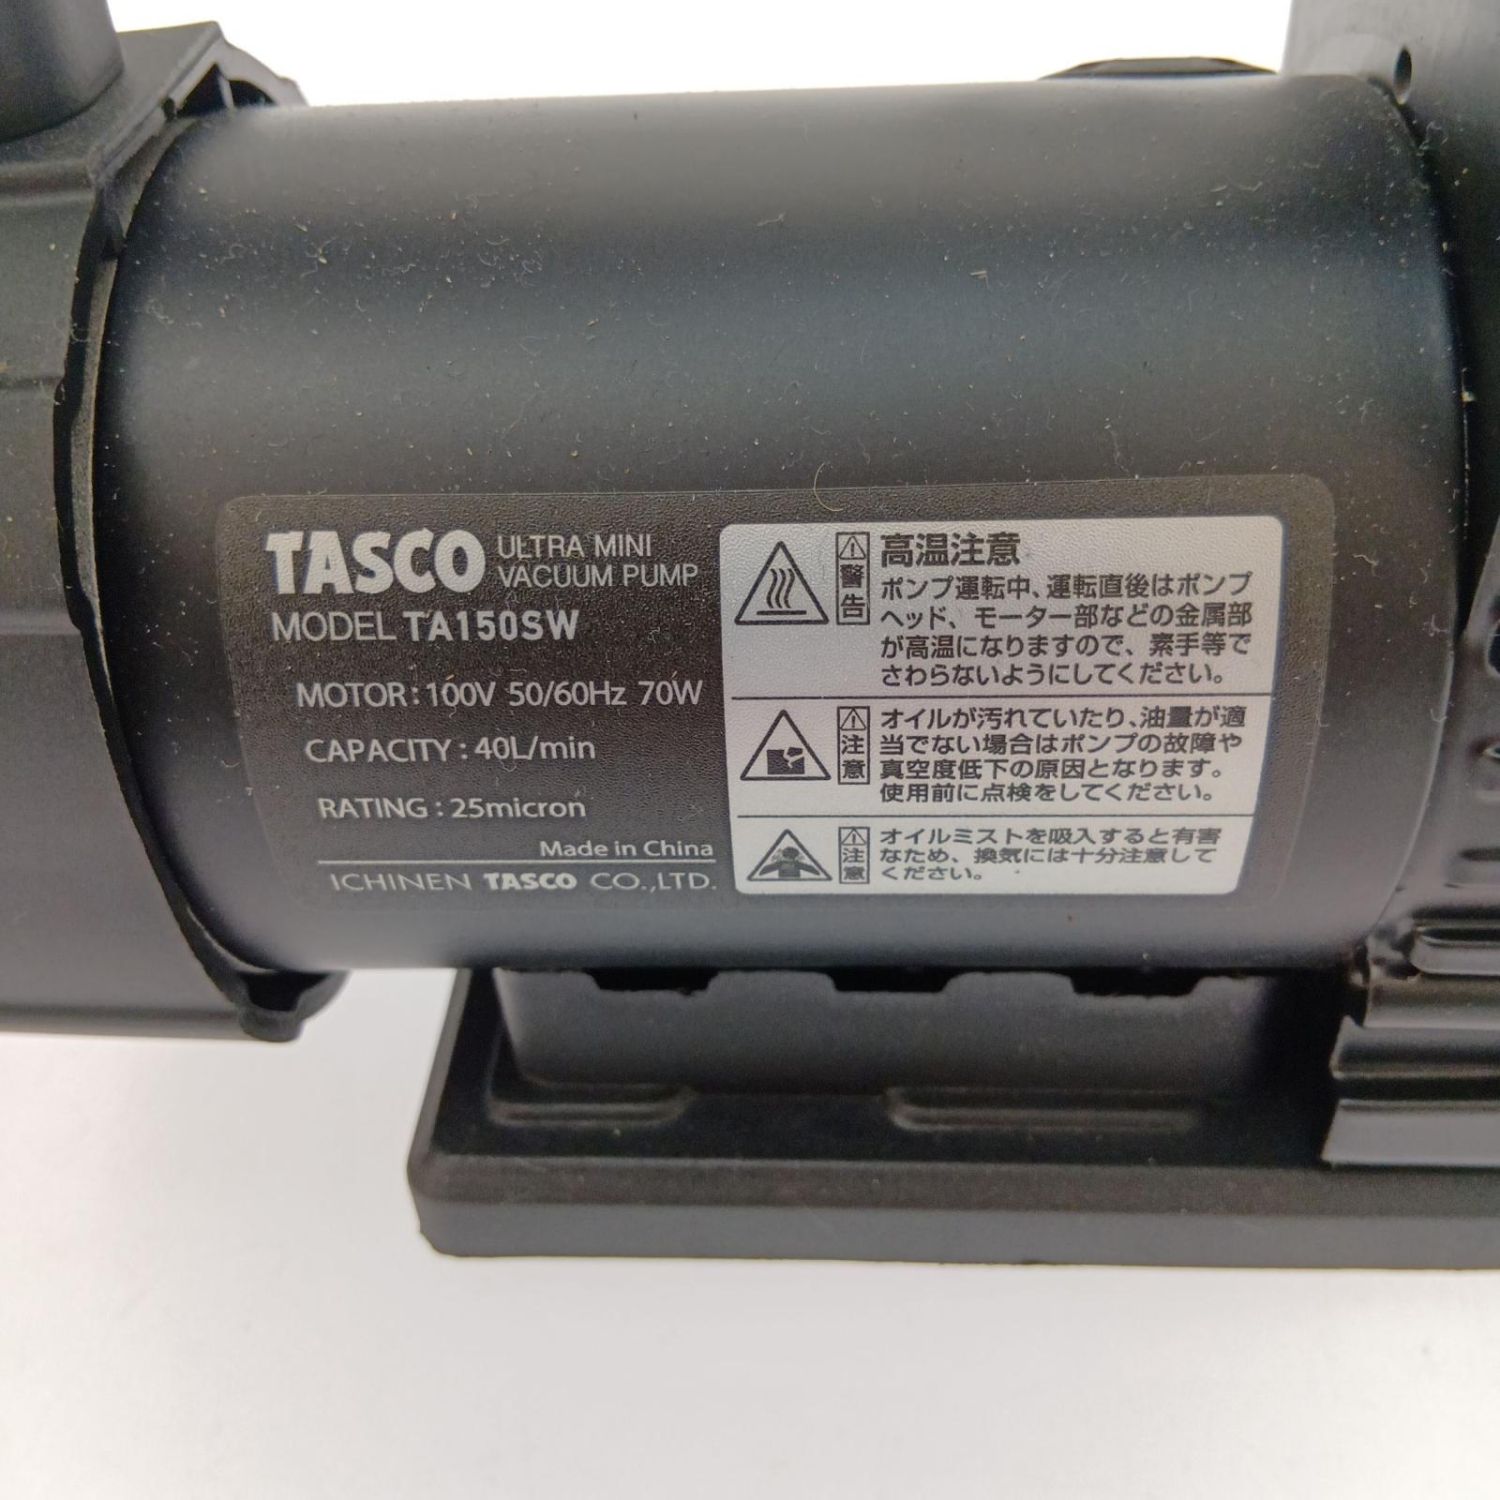 TASCO ULTRA MINI
VACUUM PUMP
MODEL TA150SW
MOTOR: 100V 50/60Hz 70W
CAPACITY : 40L/min
RATING : 25micron
Made in China
ICHINEN TASCO CO.,LTD.
警告
高温注意
ポンプ運転中、運転直後はポンプ
ヘッド、モーター部などの金属部
が高温になりますので、素手等で
さわらないようにしてください。
注意
オイルが汚れていたり、油量が適
当でない場合はポンプの故障や
真空度低下の原因となります。
使用前に点検をしてください。
注意
オイルミストを吸入すると有害
なため、換気には十分注意して
ください。